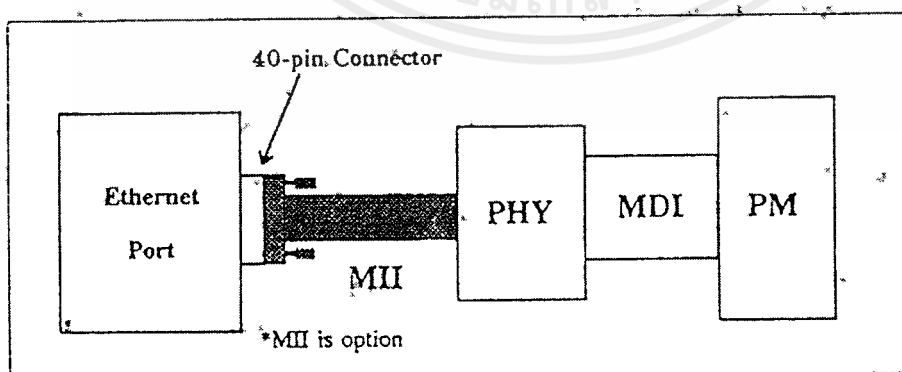 40-pin Connector
Ethernet
Port
PHY
MDI
PM
MII
*MII is option